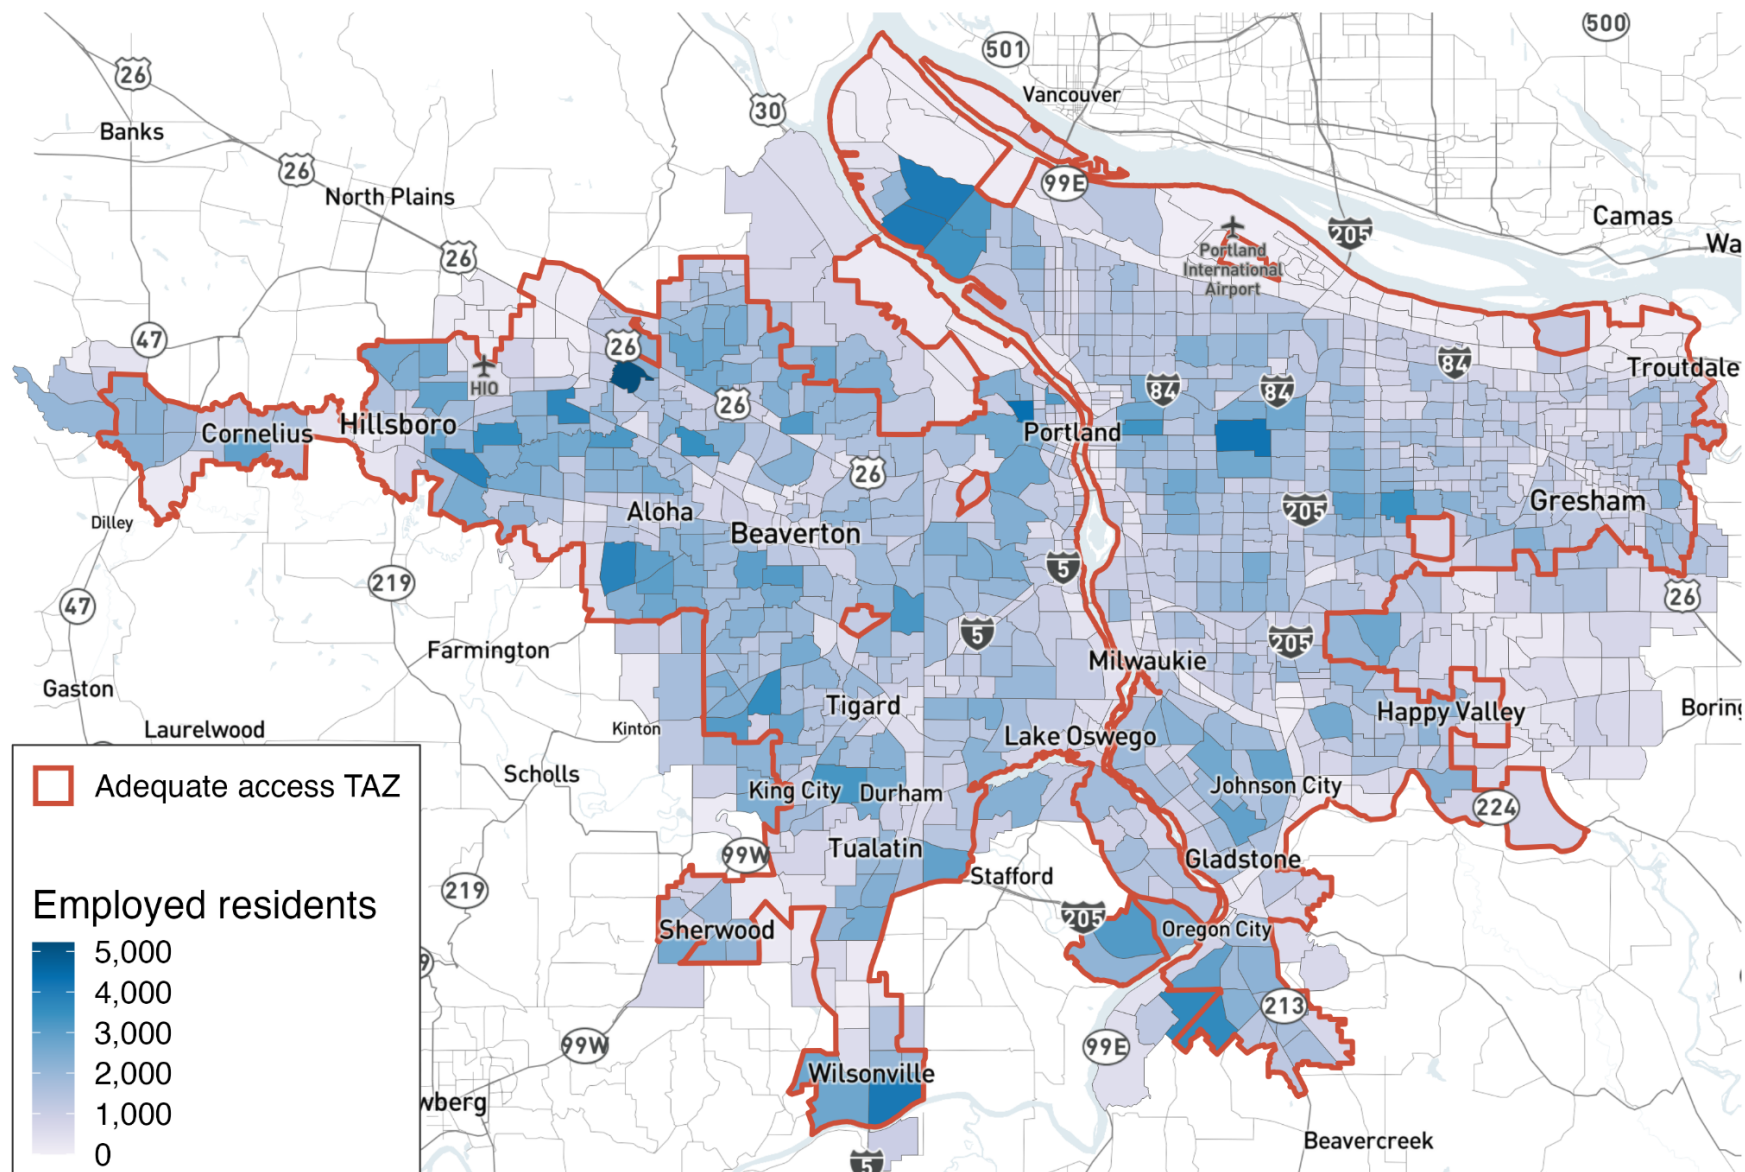 500
501
26
Vancouver
30
Banks
26
99E
North Plains
Camas
205
Wa
26
Portland
International
Airport
47
26
84
Troutdale
HIO
84
84
26
Hillsboro
Cornelius
Portland
26
Gresham
205
Aloha
Dilley
Beaverton
5
219
26
47
5
205
Farmington
Milwaukie
Gaston
Tigard
Happy Valley
Boring
Laurelwood
Kinton
Lake Oswego
Scholls
Johnson City
Adequate access TAZ
King City
Durham
224
Tualatin
99W
Gladstone
Stafford
219
Employed residents
205
Sherwood
Oregon City
5,000
9
4,000
213
3,000
99W
99E
2,000
Wilsonville
wberg
1,000
Beavercreek
0
5